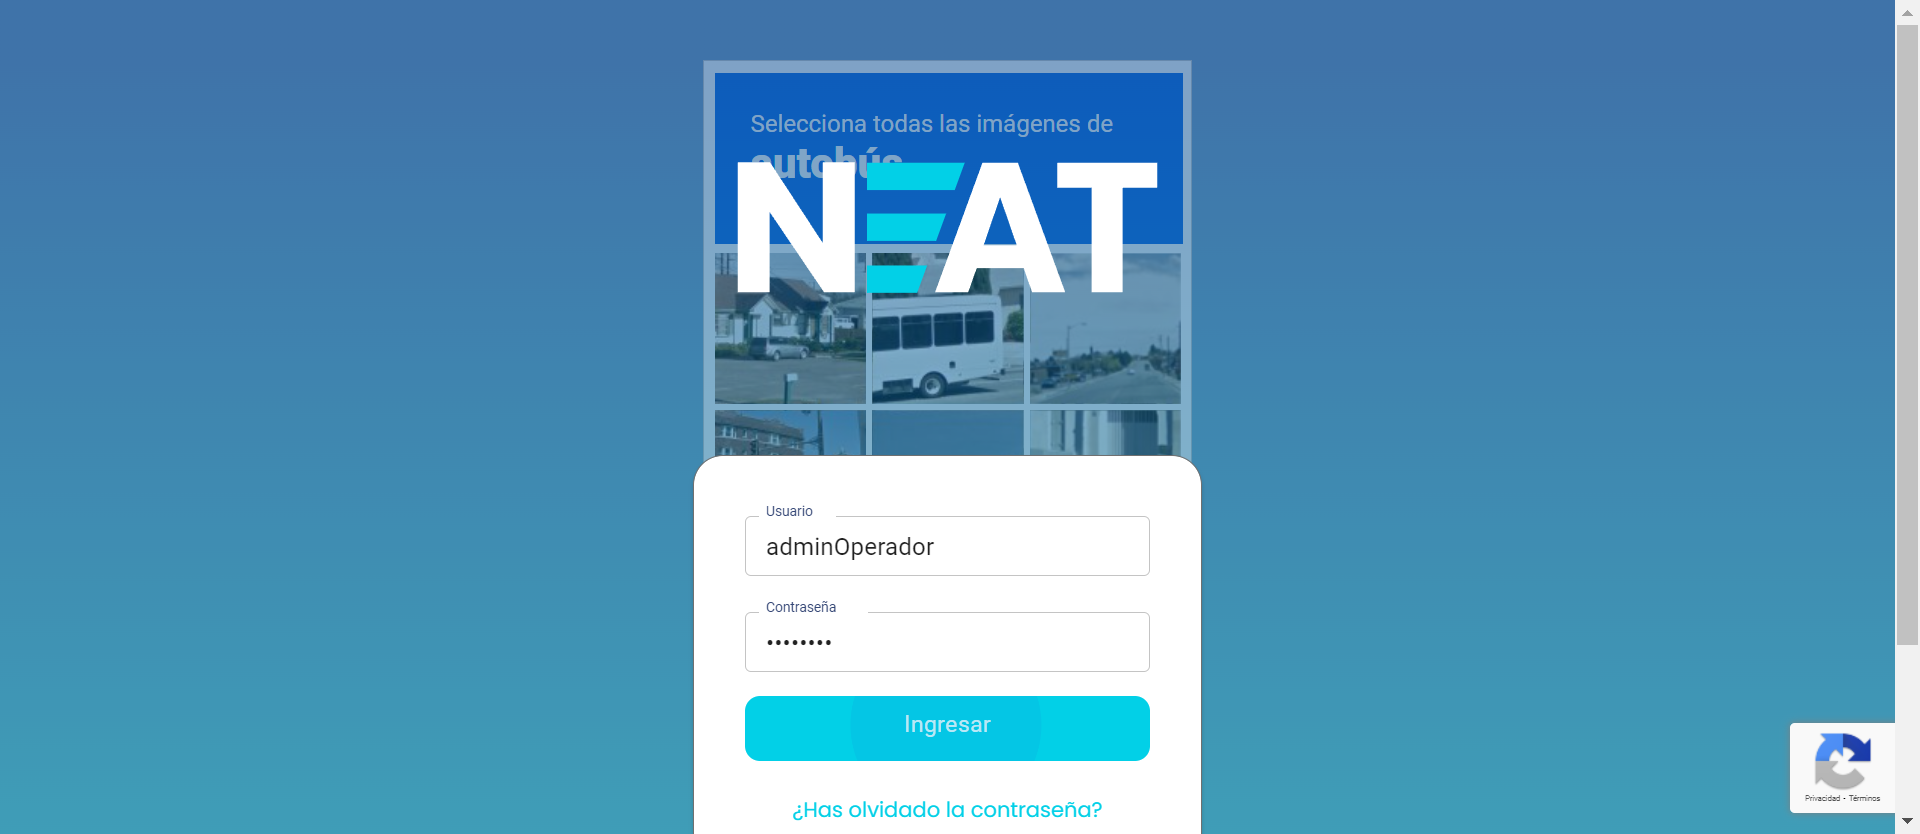 Selecciona todas las imágenes de
autobús
NEAT
Usuario
adminOperador
Contraseña
••••••••
Ingresar
¿Has olvidado la contraseña?
Privacidad - Términos